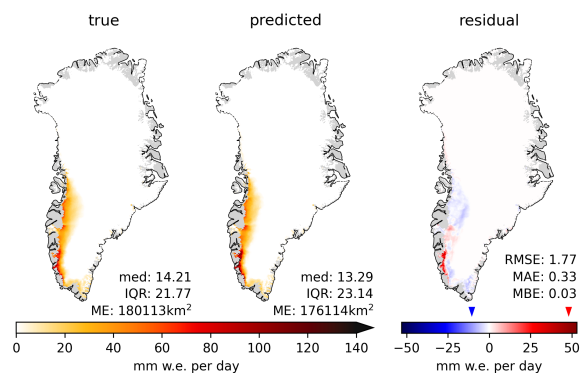 true
predicted
residual
med: 14.21
IQR: 21.77
ME: 180113km²
med: 13.29
IQR: 23.14
ME: 176114km²
RMSE: 1.77
MAE: 0.33
MBE: 0.03
0 20 40 60 80 100 120 140
mm w.e. per day
−50 −25 0 25 50
mm w.e. per day